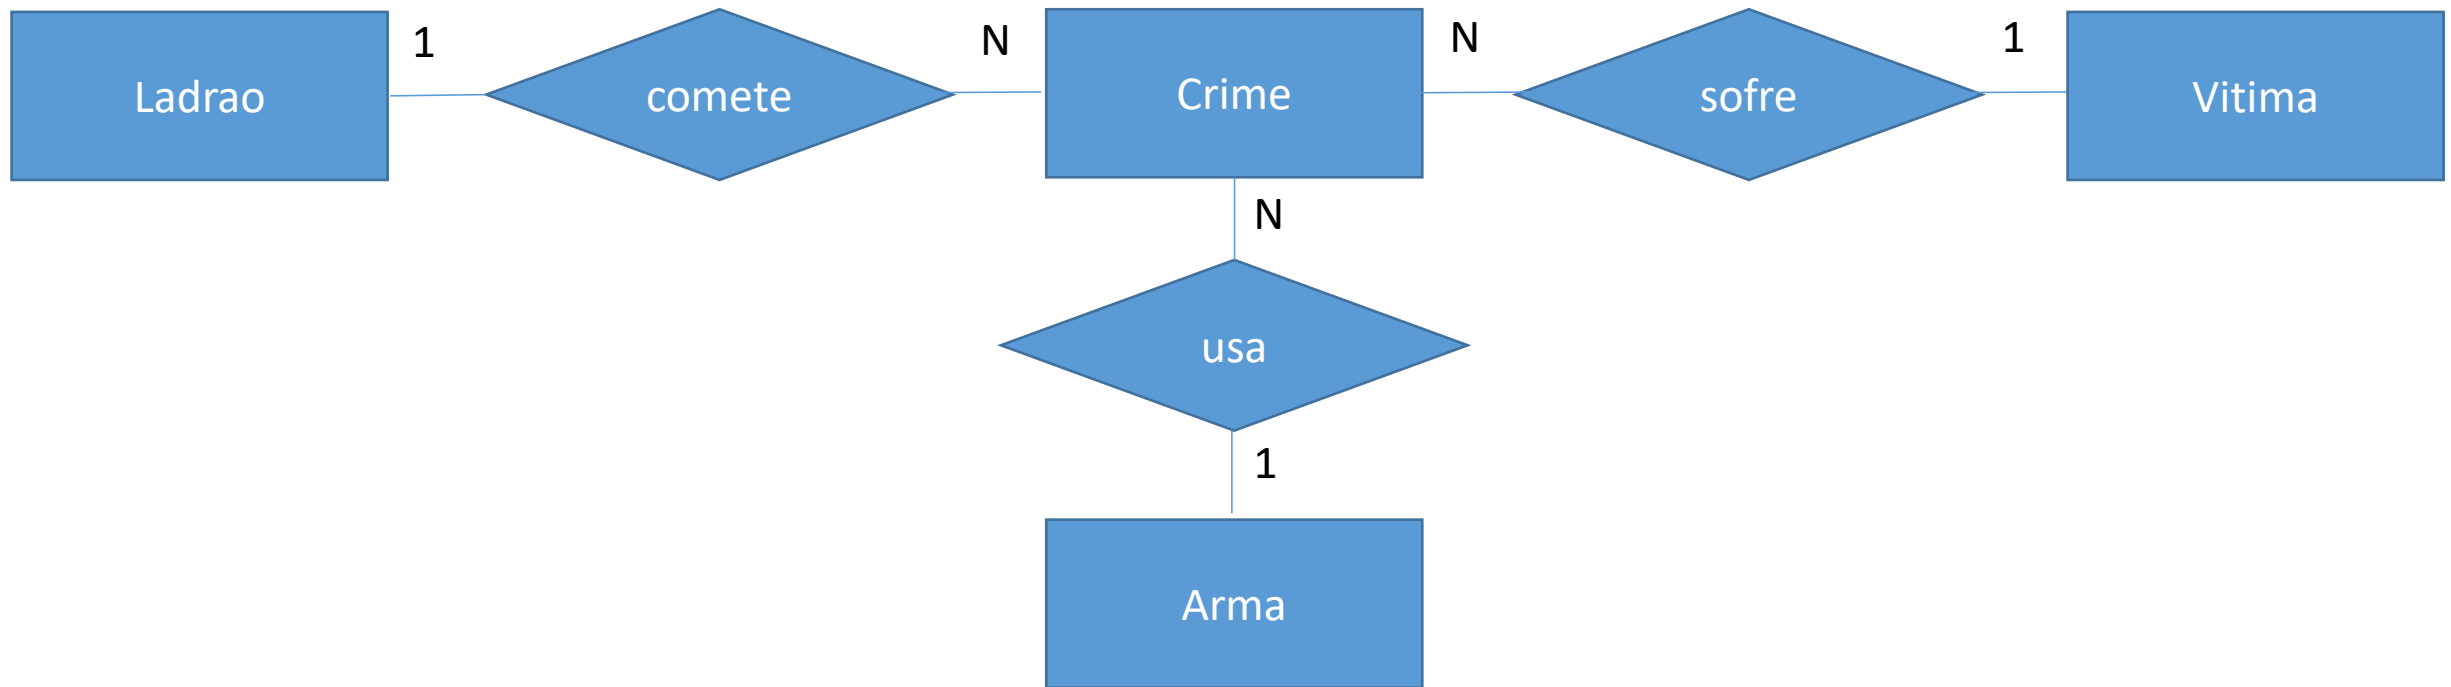 Ladrao
1
comete
N
Crime
N
sofre
1
Vitima
N
usa
1
Arma